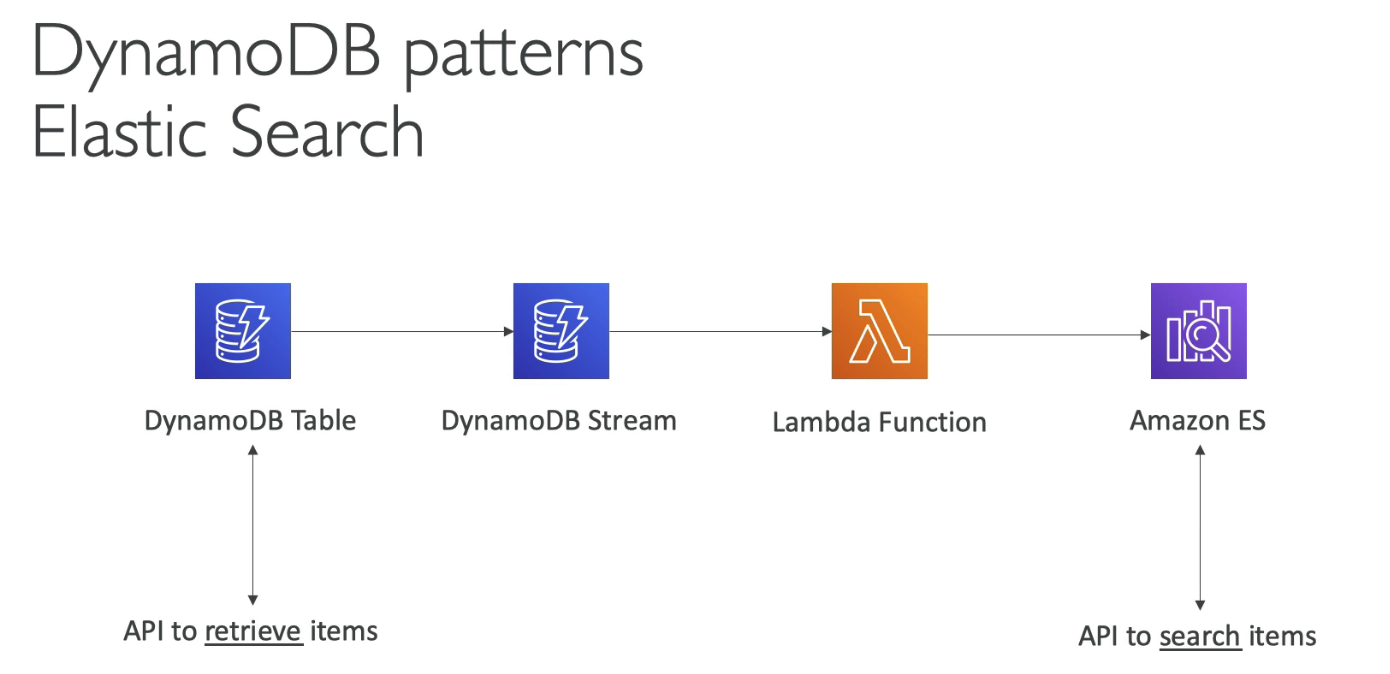 DynamoDB patterns
Elastic Search
DynamoDB Table
DynamoDB Stream
Lambda Function
Amazon ES
API to retrieve items
API to search items